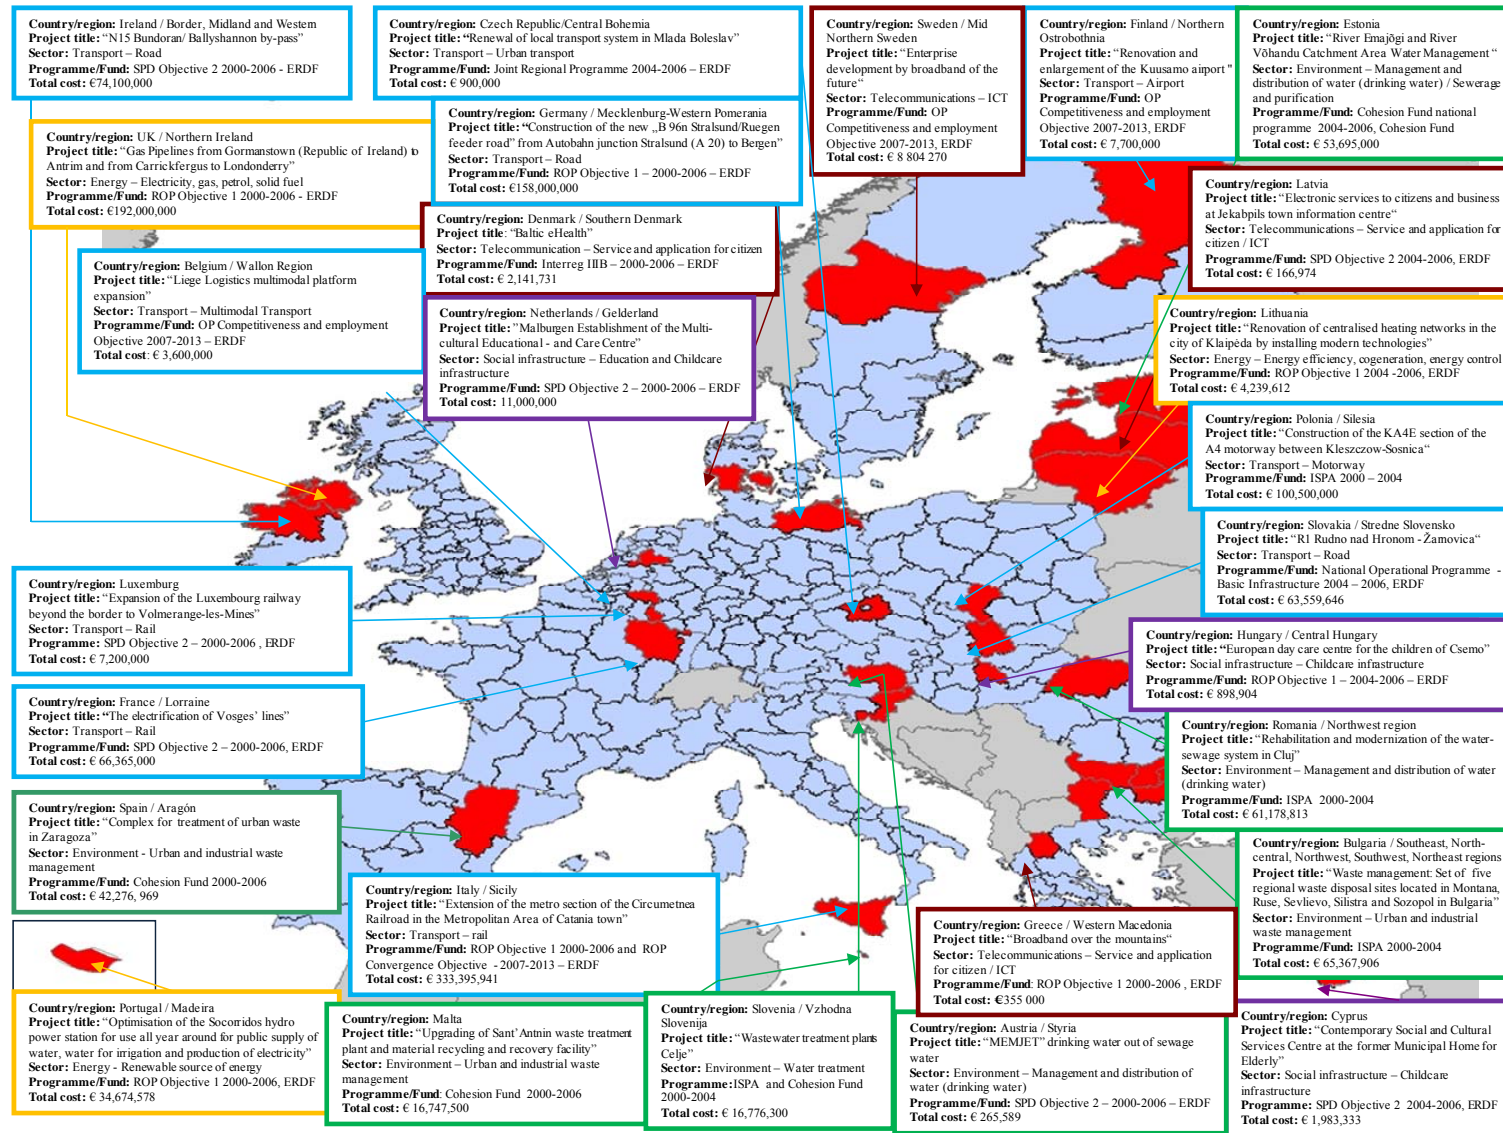 Country/region: Ireland / Border, Midland and Western
Project title: “N15 Bundoran/ Ballyshannon by-pass”
Sector: Transport – Road
Programme/Fund: SPD Objective 2 2000-2006 - ERDF
Total cost: €74,100,000
Country/region: Czech Republic/Central Bohemia
Project title: “Renewal of local transport system in Mlada Boleslav”
Sector: Transport – Urban transport
Programme/Fund: Joint Regional Programme 2004-2006 – ERDF
Total cost: € 900,000
Country/region: Sweden / Mid
Northern Sweden
Project title: “Enterprise
development by broadband of the
future“
Sector: Telecommunications – ICT
Programme/Fund: OP
Competitiveness and employment
Objective 2007-2013, ERDF
Total cost: € 8 804 270
Country/region: Finland / Northern
Ostrobothnia
Project title: “Renovation and
enlargement of the Kuusamo airport "
Sector: Transport – Airport
Programme/Fund: OP
Competitiveness and employment
Objective 2007-2013, ERDF
Total cost: € 7,700,000
Country/region: Estonia
Project title: “River Emajõgi and River
Võhandu Catchment Area Water Management “
Sector: Environment – Management and
distribution of water (drinking water) / Sewerage
and purification
Programme/Fund: Cohesion Fund national
programme 2004-2006, Cohesion Fund
Total cost: € 53,695,000
Country/region: UK / Northern Ireland
Project title: “Gas Pipelines from Gormanstown (Republic of Ireland) to
Antrim and from Carrickfergus to Londonderry”
Sector: Energy – Electricity, gas, petrol, solid fuel
Programme/Fund: ROP Objective 1 2000-2006 - ERDF
Total cost: €192,000,000
Country/region: Germany / Mecklenburg-Western Pomerania
Project title: “Construction of the new „B 96n Stralsund/Ruegen
feeder road” from Autobahn junction Stralsund (A 20) to Bergen”
Sector: Transport – Road
Programme/Fund: ROP Objective 1 – 2000-2006 – ERDF
Total cost: €158,000,000
Country/region: Latvia
Project title: “Electronic services to citizens and business
at Jekabpils town information centre“
Sector: Telecommunications – Service and application for
citizen / ICT
Programme/Fund: SPD Objective 2 2004-2006, ERDF
Total cost: € 166,974
Country/region: Denmark / Southern Denmark
Project title: “Baltic eHealth”
Sector: Telecommunication – Service and application for citizen
Programme/Fund: Interreg IIIB – 2000-2006 – ERDF
Total cost: € 2,141,731
Country/region: Belgium / Wallon Region
Project title: “Liege Logistics multimodal platform
expansion”
Sector: Transport – Multimodal Transport
Programme/Fund: OP Competitiveness and employment
Objective 2007-2013 – ERDF
Total cost: € 3,600,000
Country/region: Netherlands / Gelderland
Project title: “Malburgen Establishment of the Multi-
cultural Educational - and Care Centre”
Sector: Social infrastructure – Education and Childcare
infrastructure
Programme/Fund: SPD Objective 2 – 2000-2006 – ERDF
Total cost: 11,000,000
Country/region: Lithuania
Project title: “Renovation of centralised heating networks in the
city of Klaipėda by installing modern technologies”
Sector: Energy – Energy efficiency, cogeneration, energy control
Programme/Fund: ROP Objective 1 2004 -2006, ERDF
Total cost: € 4,239,612
Country/region: Polonia / Silesia
Project title: “Construction of the KA4E section of the
A4 motorway between Kleszczow-Sosnica“
Sector: Transport – Motorway
Programme/Fund: ISPA 2000 – 2004
Total cost: € 100,500,000
Country/region: Slovakia / Stredne Slovensko
Project title: “R1 Rudno nad Hronom - Žarnovica“
Sector: Transport – Road
Programme/Fund: National Operational Programme -
Basic Infrastructure 2004 – 2006, ERDF
Total cost: € 63,559,646
Country/region: Luxemburg
Project title: “Expansion of the Luxembourg railway
beyond the border to Volmerange-les-Mines”
Sector: Transport – Rail
Programme: SPD Objective 2 – 2000-2006 , ERDF
Total cost: € 7,200,000
Country/region: Hungary / Central Hungary
Project title: “European day care centre for the children of Csemo”
Sector: Social infrastructure – Childcare infrastructure
Programme/Fund: ROP Objective 1 – 2004-2006 – ERDF
Total cost: € 898,904
Country/region: France / Lorraine
Project title: “The electrification of Vosges’ lines”
Sector: Transport – Rail
Programme/Fund: SPD Objective 2 – 2000-2006, ERDF
Total cost: € 66,365,000
Country/region: Romania / Northwest region
Project title: “Rehabilitation and modernization of the water-
sewage system in Cluj”
Sector: Environment – Management and distribution of water
(drinking water)
Programme/Fund: ISPA 2000-2004
Total cost: € 61,178,813
Country/region: Spain / Aragón
Project title: “Complex for treatment of urban waste
in Zaragoza”
Sector: Environment - Urban and industrial waste
management
Programme/Fund: Cohesion Fund 2000-2006
Total cost: € 42,276, 969
Country/region: Bulgaria / Southeast, North-
central, Northwest, Southwest, Northeast regions
Project title: “Waste management: Set of five
regional waste disposal sites located in Montana,
Ruse, Sevlievo, Silistra and Sozopol in Bulgaria”
Sector: Environment – Urban and industrial
waste management
Programme/Fund: ISPA 2000-2004
Total cost: € 65,367,906
Country/region: Italy / Sicily
Project title: “Extension of the metro section of the Circumetnea
Railroad in the Metropolitan Area of Catania town”
Sector: Transport – rail
Programme/Fund: ROP Objective 1 2000-2006 and ROP
Convergence Objective - 2007-2013 – ERDF
Total cost: € 333,395,941
Country/region: Greece / Western Macedonia
Project title: “Broadband over the mountains“
Sector: Telecommunications – Service and application
for citizen / ICT
Programme/Fund: ROP Objective 1 2000-2006 , ERDF
Total cost: €355 000
Country/region: Portugal / Madeira
Project title: “Optimisation of the Socorridos hydro
power station for use all year around for public supply of
water, water for irrigation and production of electricity”
Sector: Energy - Renewable source of energy
Programme/Fund: ROP Objective 1 2000-2006, ERDF
Total cost: € 34,674,578
Country/region: Malta
Project title: “Upgrading of Sant’Antnin waste treatment
plant and material recycling and recovery facility”
Sector: Environment – Urban and industrial waste
management
Programme/Fund: Cohesion Fund 2000-2006
Total cost: € 16,747,500
Country/region: Slovenia / Vzhodna
Slovenija
Project title: “Wastewater treatment plants
Celje”
Sector: Environment – Water treatment
Programme:ISPA and Cohesion Fund
2000-2004
Total cost: € 16,776,300
Country/region: Austria / Styria
Project title: “MEMJET” drinking water out of sewage
water
Sector: Environment – Management and distribution of
water (drinking water)
Programme/Fund: SPD Objective 2 – 2000-2006 – ERDF
Total cost: € 265,589
Country/region: Cyprus
Project title: “Contemporary Social and Cultural
Services Centre at the former Municipal Home for
Elderly”
Sector: Social infrastructure – Childcare
infrastructure
Programme: SPD Objective 2 2004-2006, ERDF
Total cost: € 1,983,333